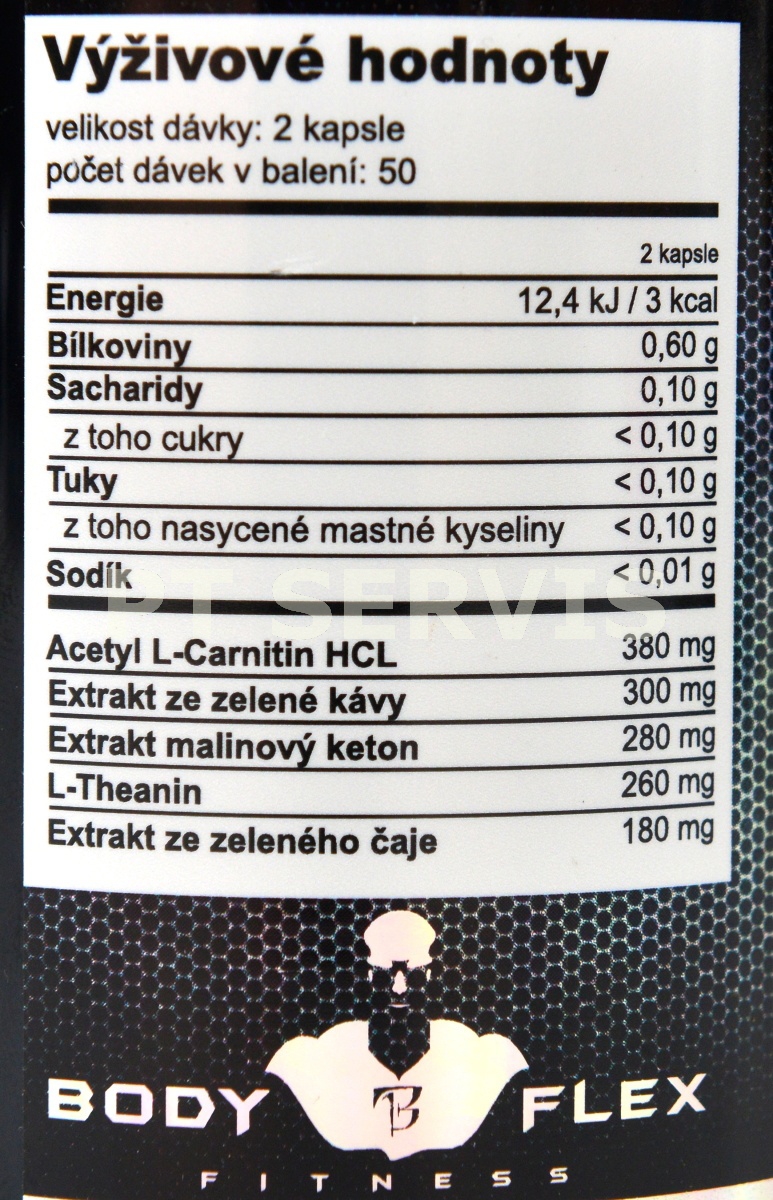 Výživové hodnoty
velikost dávky: 2 kapsle
počet dávek v balení: 50
2 kapsle
Energie 12,4 kJ / 3 kcal
Bílkoviny 0,60 g
Sacharidy 0,10 g
z toho cukry < 0,10 g
Tuky < 0,10 g
z toho nasycené mastné kyseliny < 0,10 g
Sodík < 0,01 g
PT SERVIS
Acetyl L-Carnitin HCL 380 mg
Extrakt ze zelené kávy 300 mg
Extrakt malinový keton 280 mg
L-Theanin 260 mg
Extrakt ze zeleného čaje 180 mg
BODY FLEX
FITNESS